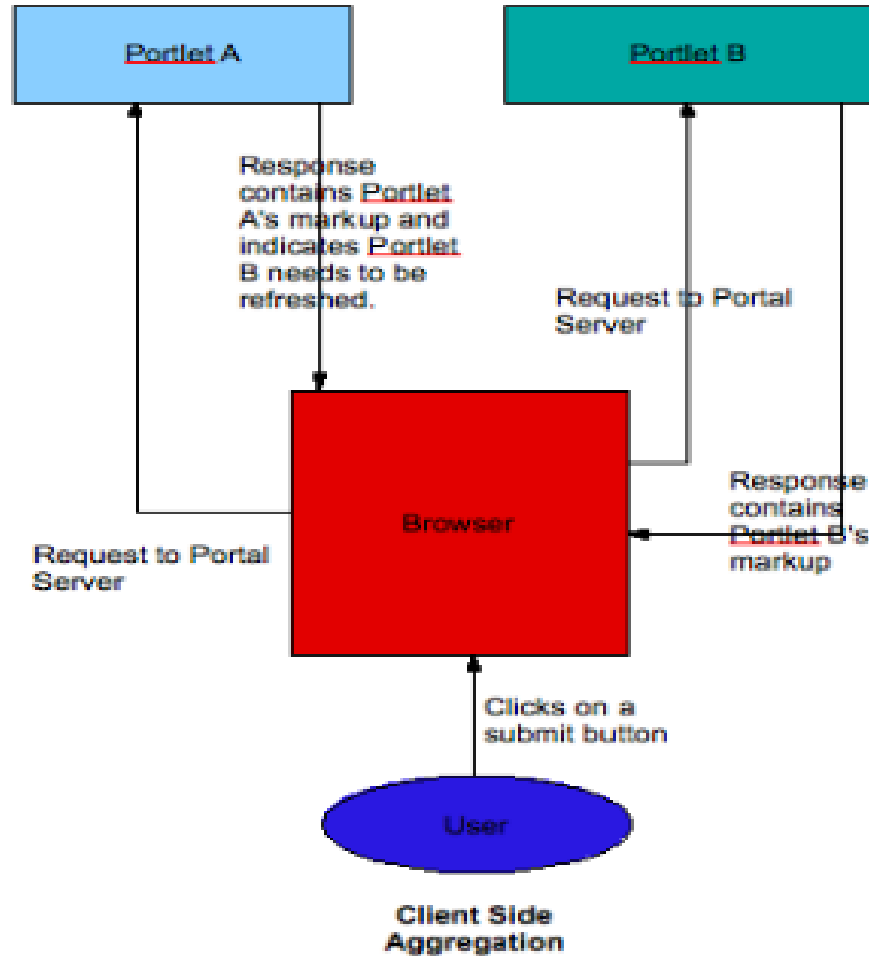 Portlet A
Portlet B
Response
contains Portlet
A's markup and
indicates Portlet
B needs to be
refreshed.
Request to Portal
Server
Browser
Response
contains
Portlet B's
markup
Request to Portal
Server
Clicks on a
submit button
User
Client Side
Aggregation